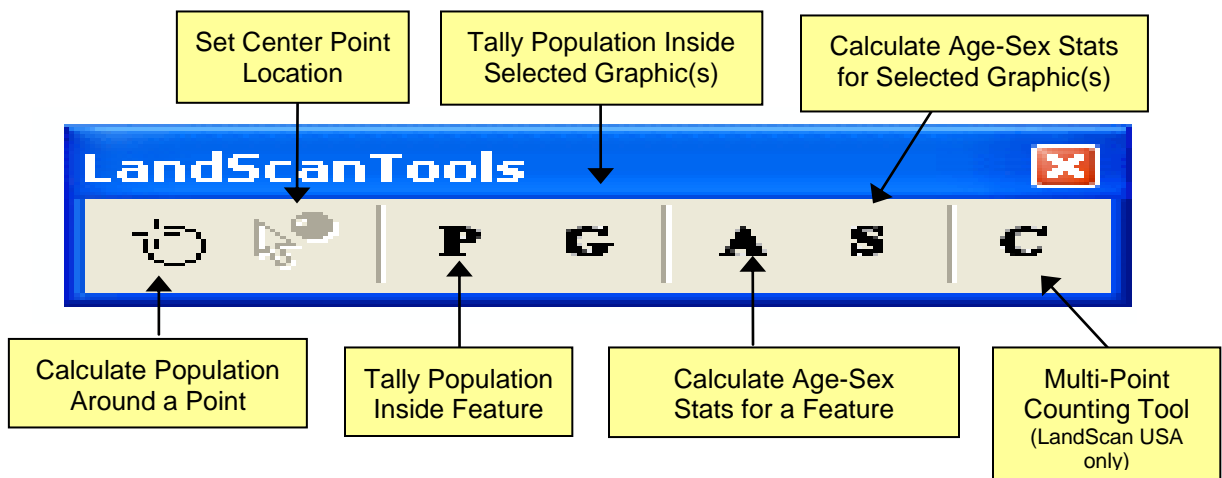 Set Center Point
Location
Tally Population Inside
Selected Graphic(s)
Calculate Age-Sex Stats
for Selected Graphic(s)
LandScanTools
P G A S C
Calculate Population
Around a Point
Tally Population
Inside Feature
Calculate Age-Sex
Stats for a Feature
Multi-Point
Counting Tool
(LandScan USA
only)